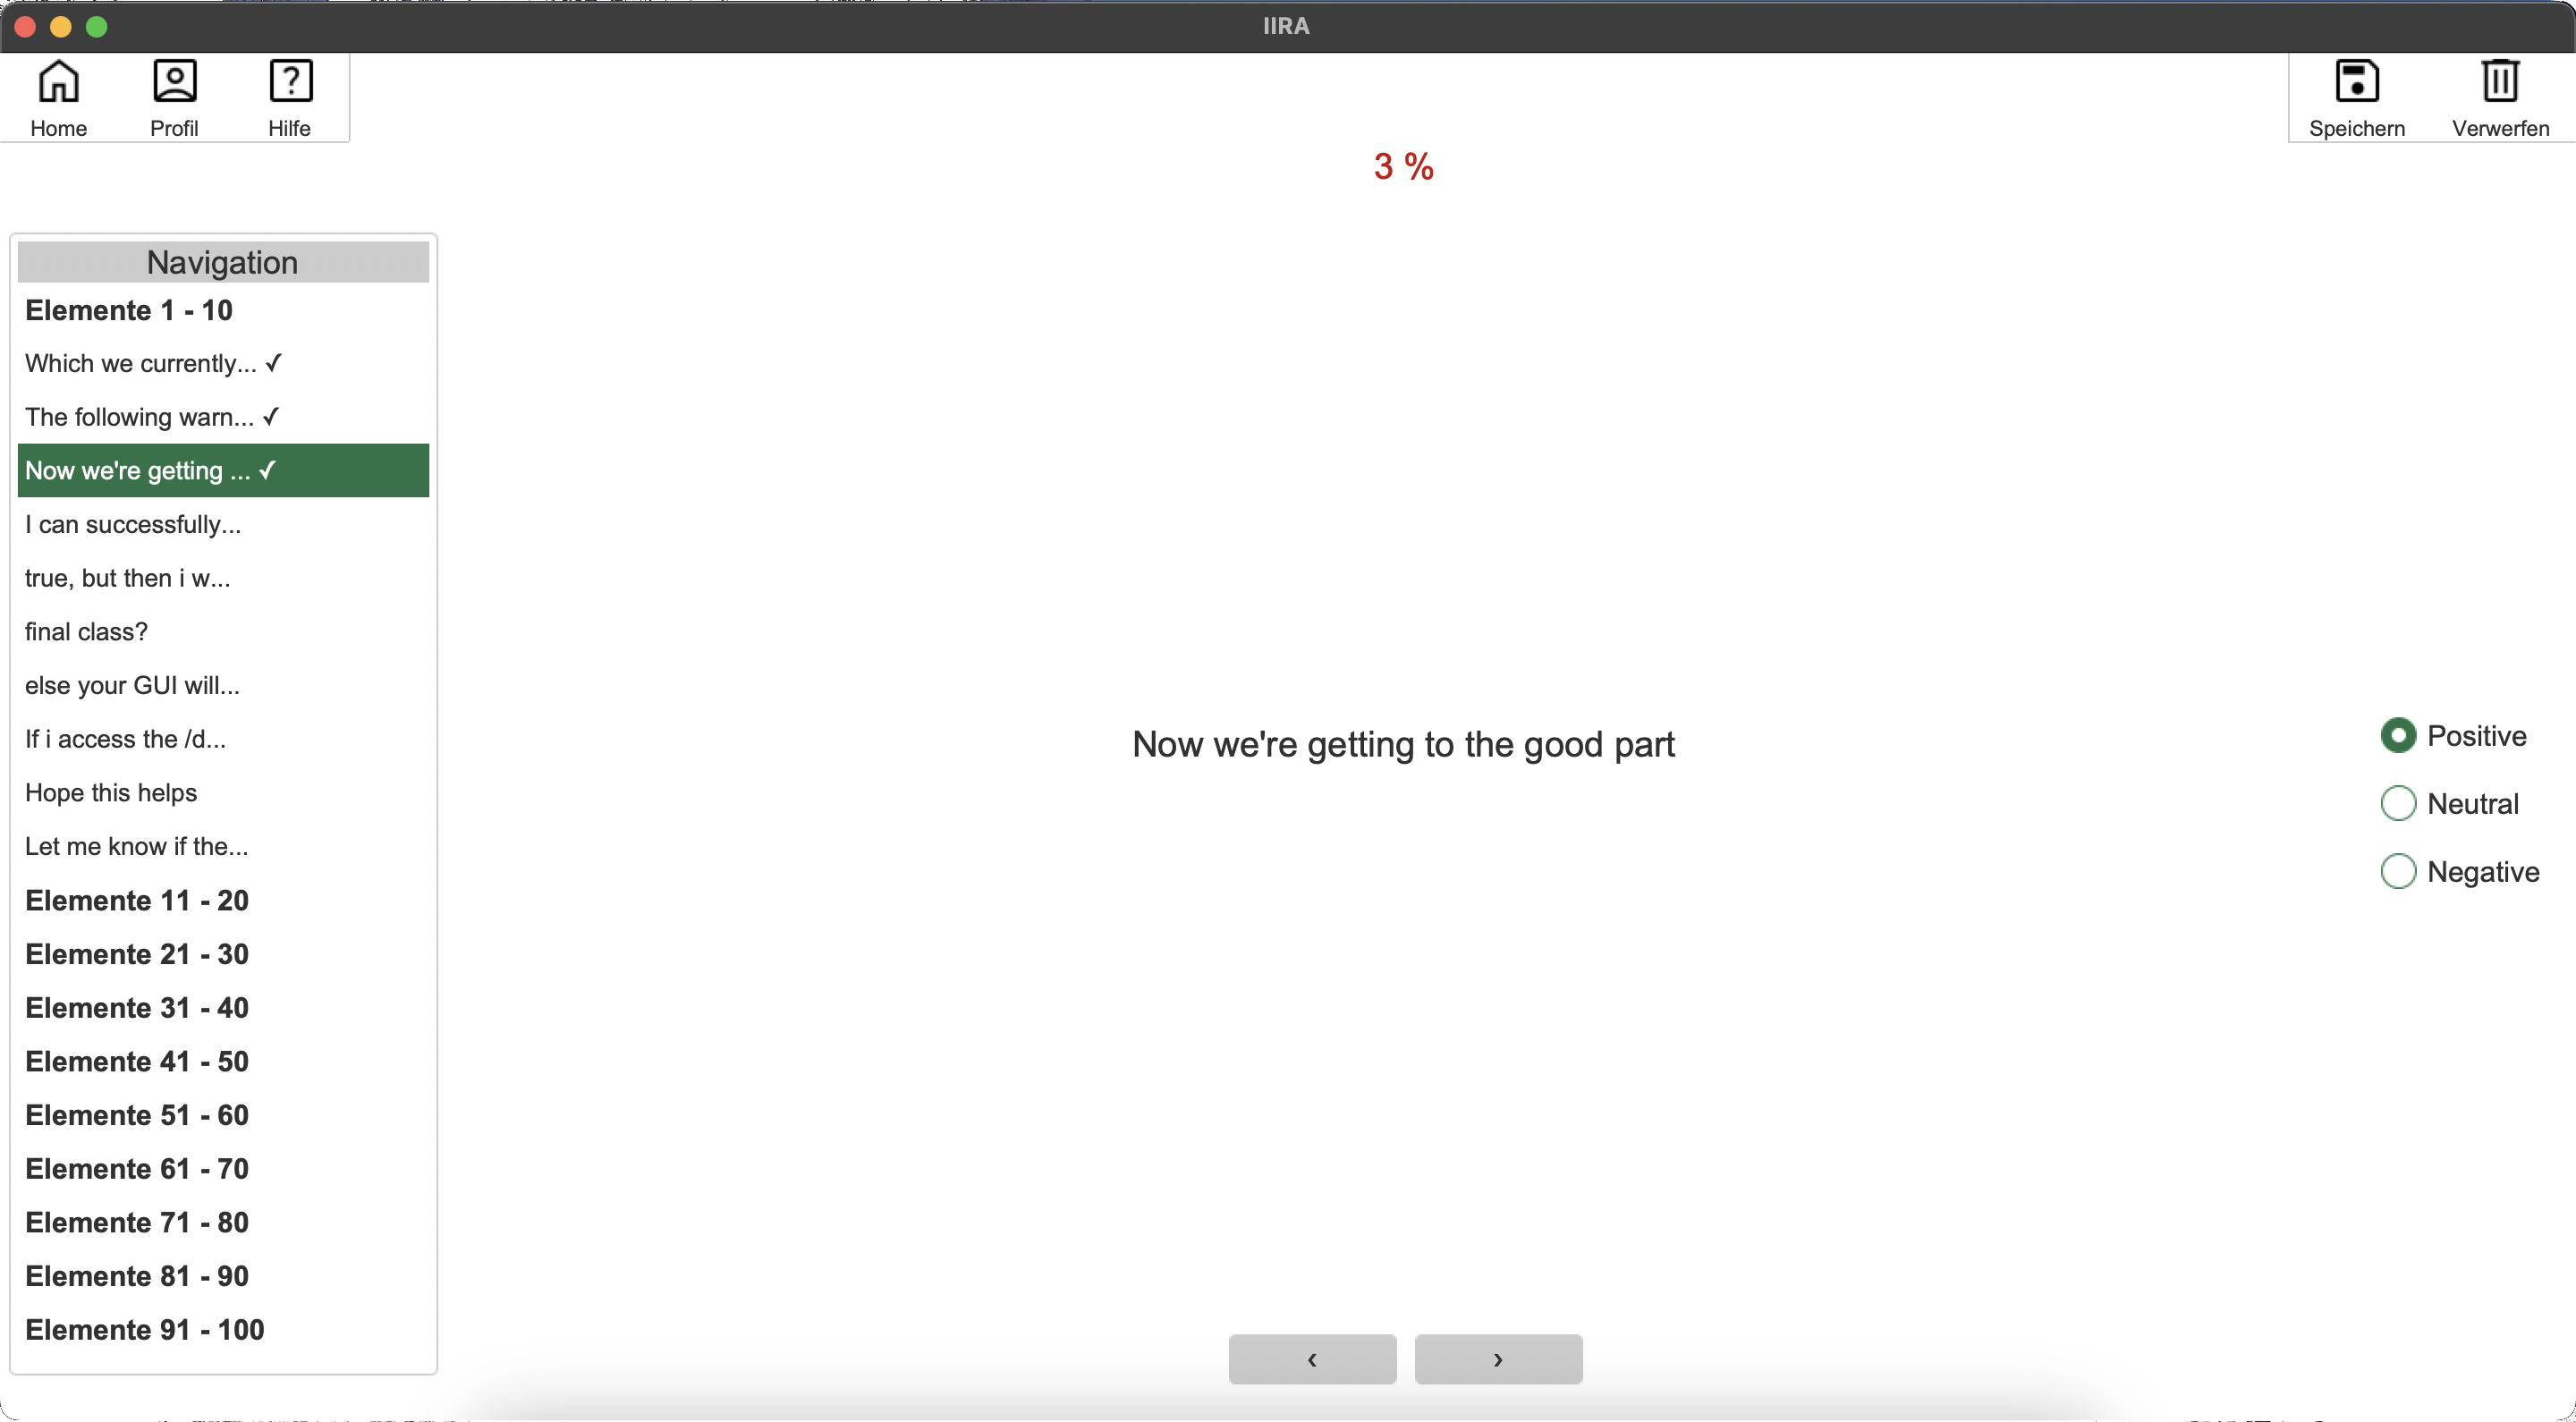 IIRA
Home Profil Hilfe
Speichern Verwerfen
3 %
Navigation
Elemente 1 - 10
Which we currently... ✓
The following warn... ✓
Now we're getting ... ✓
I can successfully...
true, but then i w...
final class?
else your GUI will...
If i access the /d...
Hope this helps
Let me know if the...
Elemente 11 - 20
Elemente 21 - 30
Elemente 31 - 40
Elemente 41 - 50
Elemente 51 - 60
Elemente 61 - 70
Elemente 71 - 80
Elemente 81 - 90
Elemente 91 - 100
Now we're getting to the good part
Positive
Neutral
Negative
‹ ›